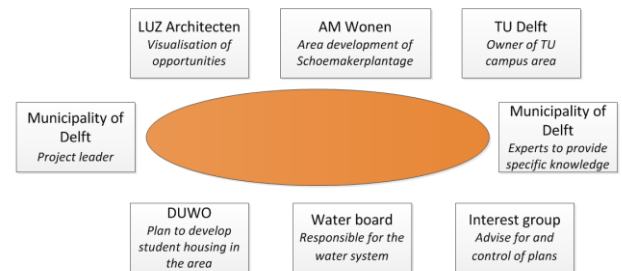 LUZ Architecten
Visualisation of
opportunities
AM Wonen
Area development of
Schoemakerplantage
TU Delft
Owner of TU
campus area
Municipality of
Delft
Project leader
Municipality of
Delft
Experts to provide
specific knowledge
DUWO
Plan to develop
student housing in
the area
Water board
Responsible for the
water system
Interest group
Advise for and
control of plans